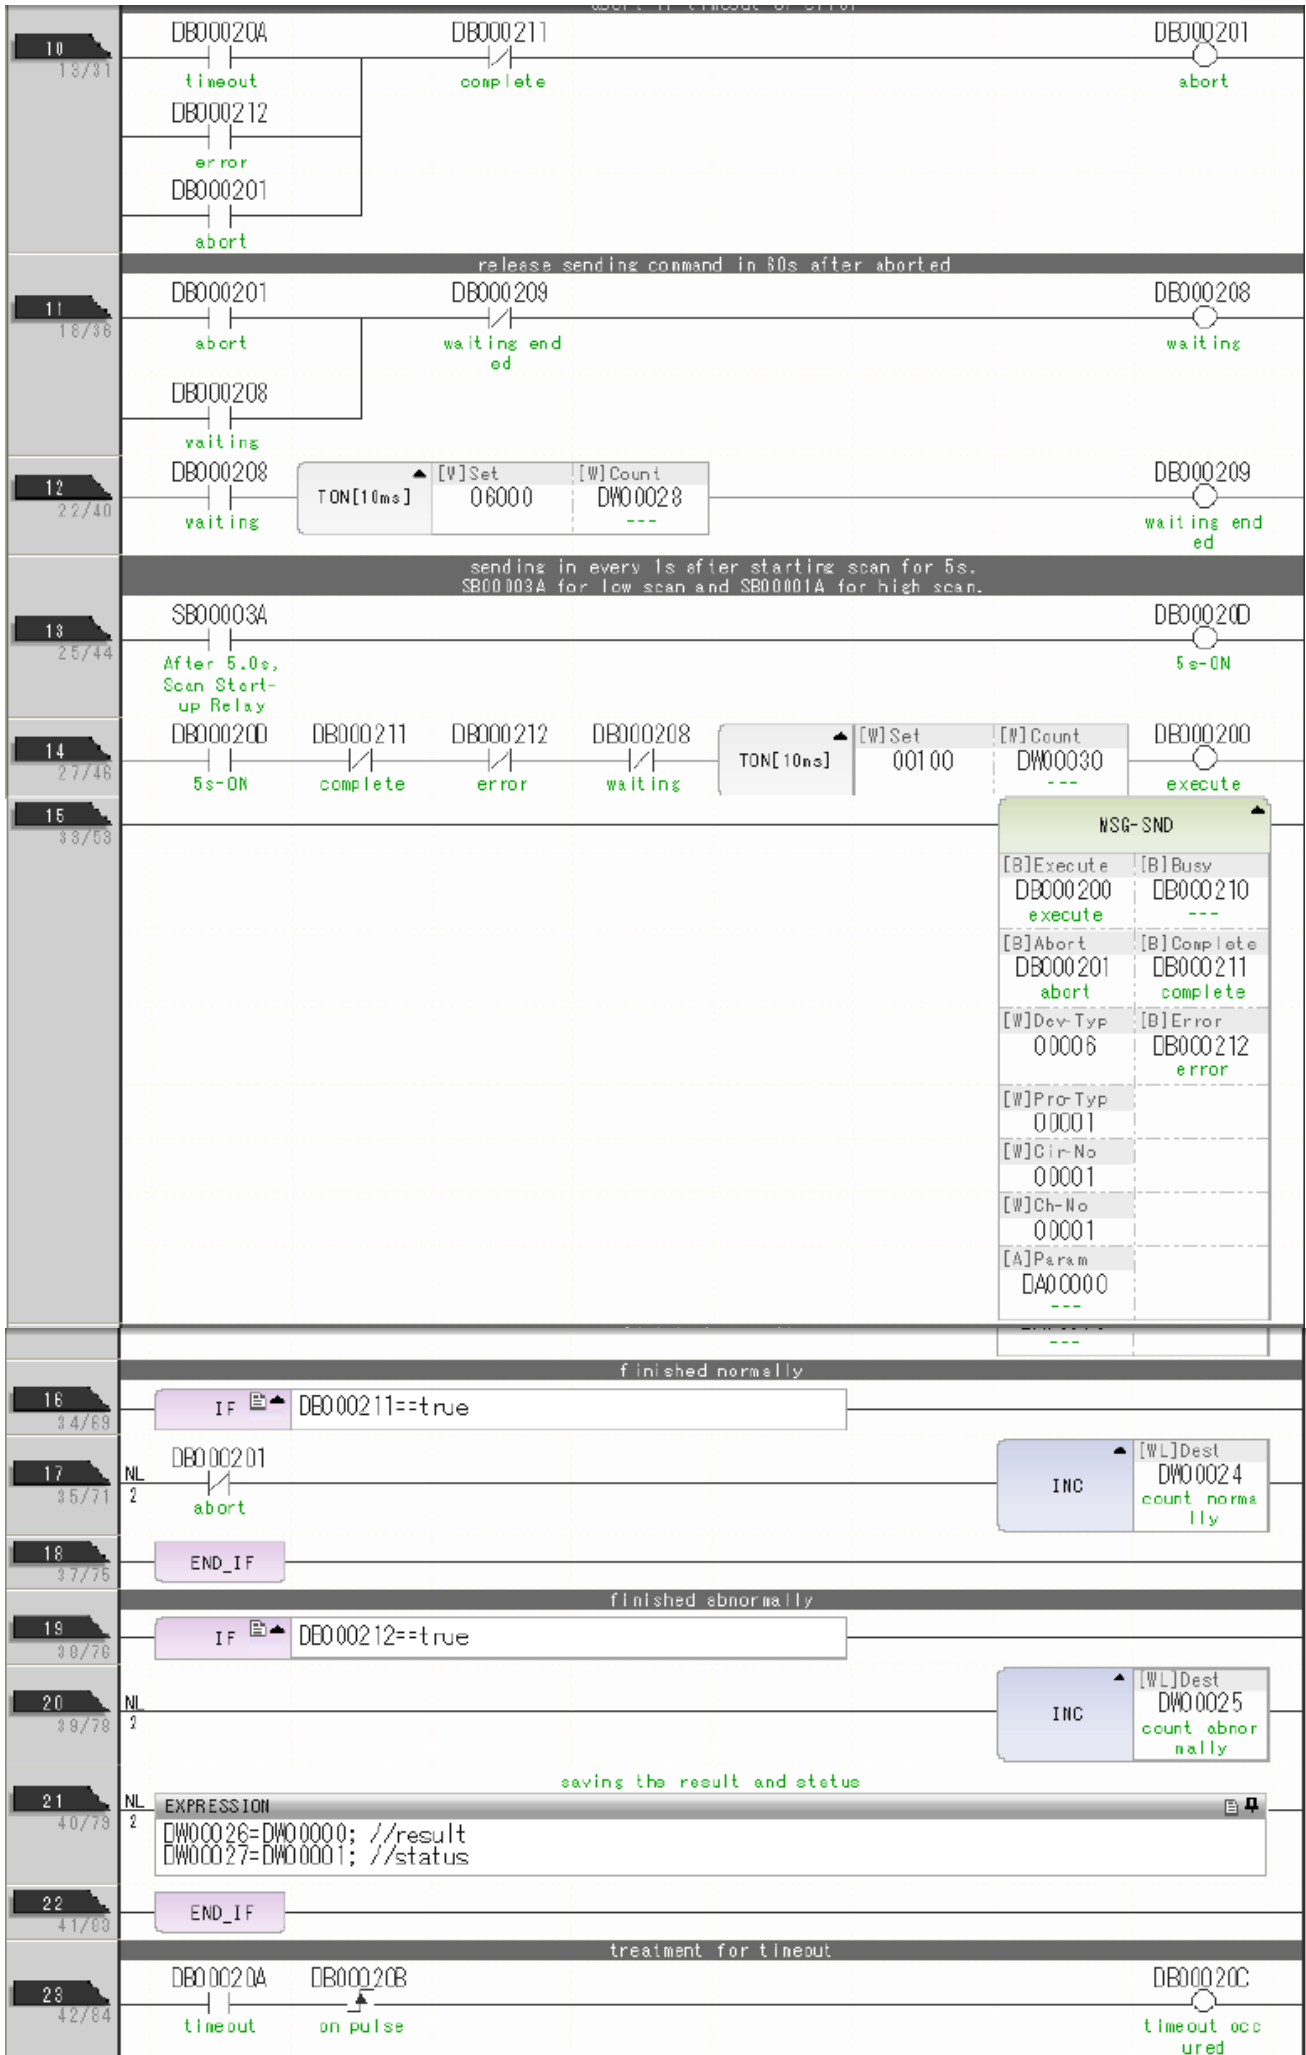 abort if timeout or error
10 DB00020A DB000211 DB000201
13/31 timeout complete abort
DB000212
error
DB000201
abort
release sending command in 60s after aborted
11 DB000201 DB000209 DB000208
18/36 abort waiting end
ed waiting
DB000208
waiting
12 DB000208 TON[10ms] [W]Set [W]Count DB000209
22/40 waiting 06000 DW00028 waiting end
--- ed
sending in every 1s after starting scan for 5s.
SB00003A for low scan and SB00001A for high scan.
13 SB00003A DB00020D
25/44 After 5.0s, 5s-ON
Scan Start-
up Relay
14 DB00020D DB000211 DB000212 DB000208 TON[10ms] [W]Set [W]Count DB000200
27/46 5s-ON complete error waiting 00100 DW00030 execute
---
15 MSG-SND
33/53
[B]Execute [B]Busy
DB000200 DB000210
execute ---
[B]Abort [B]Complete
DB000201 DB000211
abort complete
[W]Dev-Typ [B]Error
00006 DB000212
error
[W]Pro-Typ
00001
[W]Cir-No
00001
[W]Ch-No
00001
[A]Param
DA00000
---
---
finished normally
16 IF DB000211==true
34/69
17 NL DB000201 INC [WL]Dest
35/71 2 abort DW00024
count norma
lly
18 END_IF
37/75
finished abnormally
19 IF DB000212==true
38/76
20 NL INC [WL]Dest
39/78 2 DW00025
count abnor
mally
saving the result and status
21 NL EXPRESSION
40/79 2 DW00026=DW00000; //result
DW00027=DW00001; //status
22 END_IF
41/83
treatment for timeout
23 DB00020A DB00020B DB00020C
42/84 timeout on pulse timeout occ
ured